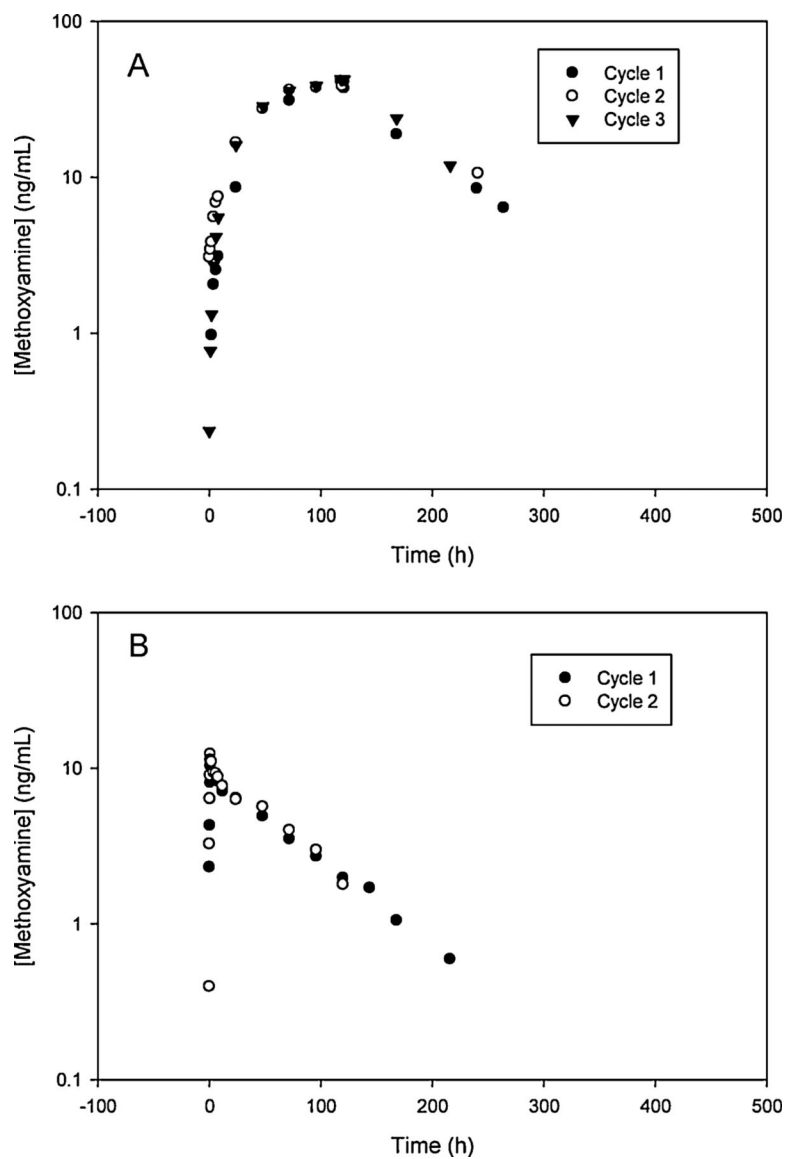 A
Cycle 1
Cycle 2
Cycle 3
100
10
1
0.1
[Methoxyamine] (ng/mL)
-100 0 100 200 300 400 500
Time (h)
B
Cycle 1
Cycle 2
100
10
1
0.1
[Methoxyamine] (ng/mL)
-100 0 100 200 300 400 500
Time (h)